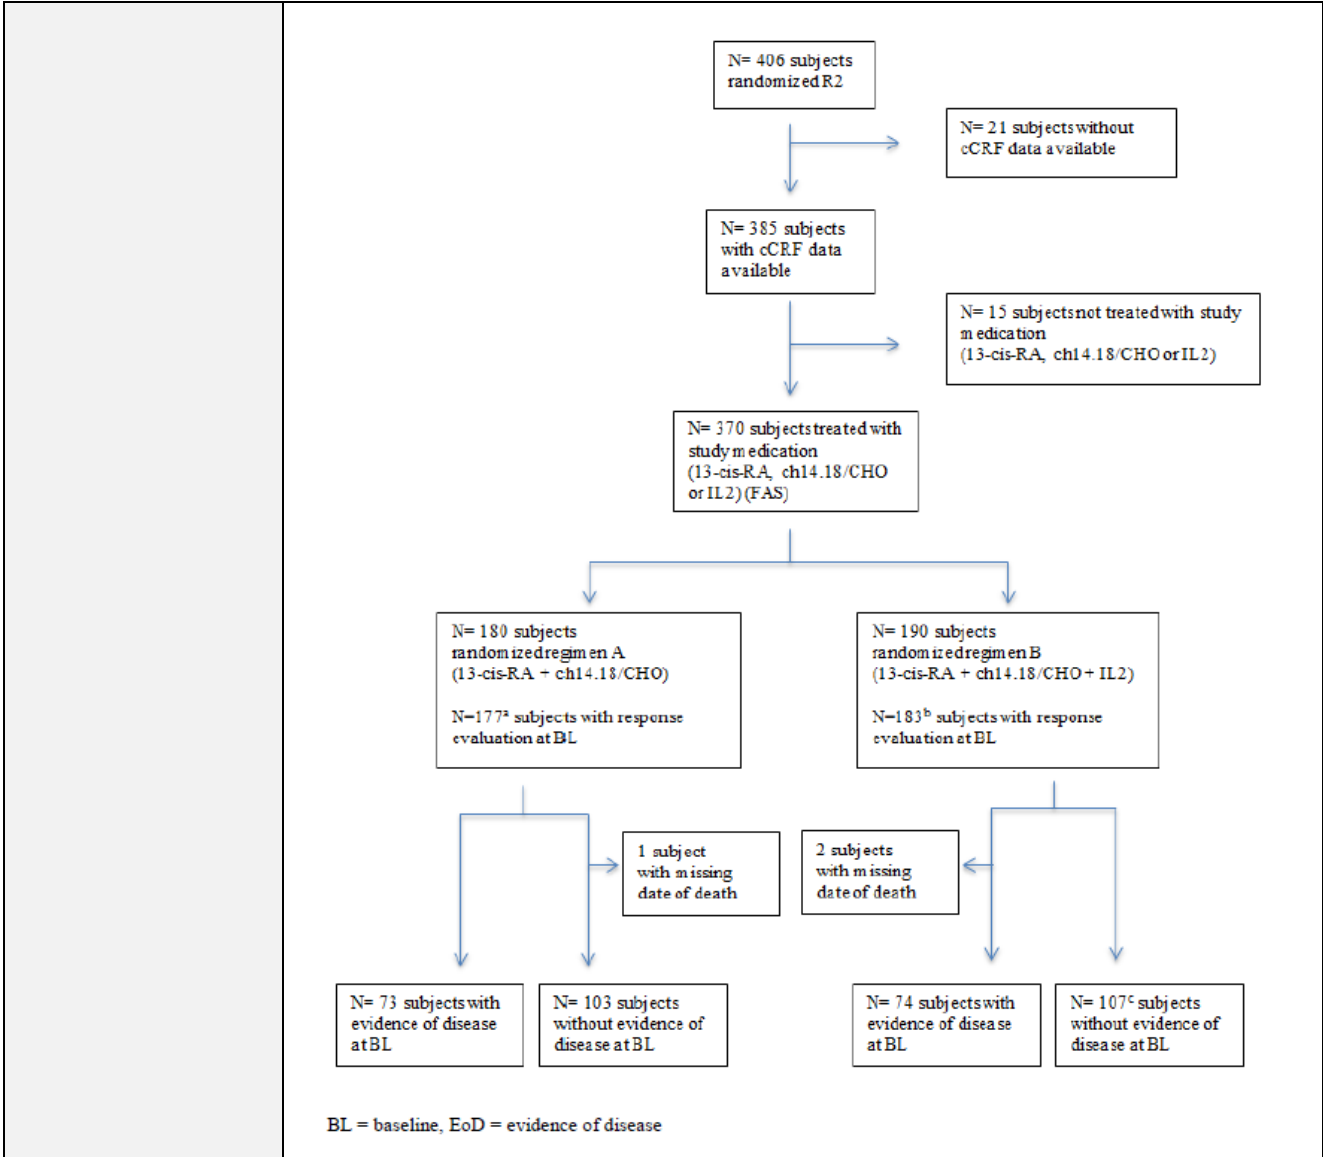 N= 406 subjects
randomized R2
N= 21 subjects without
cCRF data available
N= 385 subjects
with cCRF data
available
N= 15 subjects not treated with study
medication
(13-cis-RA, ch14.18/CHO or IL2)
N= 370 subjects treated with
study medication
(13-cis-RA, ch14.18/CHO
or IL2) (FAS)
N= 180 subjects
randomized regimen A
(13-cis-RA + ch14.18/CHO)
N=177ª subjects with response
evaluation at BL
N= 190 subjects
randomized regimen B
(13-cis-RA + ch14.18/CHO + IL2)
N=183ᵇ subjects with response
evaluation at BL
1 subject
with missing
date of death
2 subjects
with missing
date of death
N= 73 subjects with
evidence of disease
at BL
N= 103 subjects
without evidence of
disease at BL
N= 74 subjects with
evidence of disease
at BL
N= 107ᶜ subjects
without evidence of
disease at BL
BL = baseline, EoD = evidence of disease